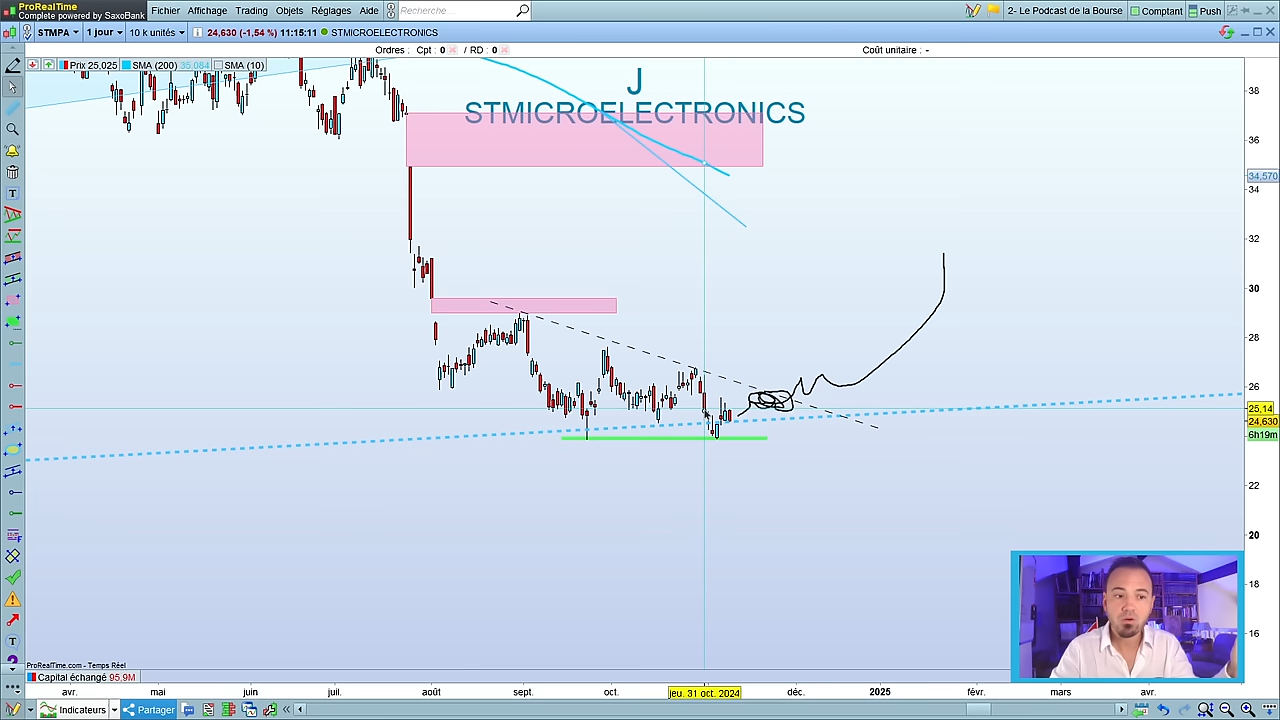 ProRealTime
Complete powered by SaxoBank
Fichier Affichage Trading Ordres Réglages Aide
Recherche...
2- Le Podcast de la Bourse Comptant Push
STMPA 1 jour 10 k unités 24,630 (-1,54 %) 11:15:11 STMICROELECTRONICS
Ordres : Cpt : 0 / RD : 0 Coût unitaire : -
Prix 25,025 SMA (200) 35,084 SMA (10)
J
STMICROELECTRONICS
38
36
34,570
34
32
30
28
26
25,14
24,630
6h19m
22
20
18
16
ProRealTime.com - Temps Réel
Capital échangé 95.9M
avr. mai juin juil. août sept. oct. jeu. 31 oct. 2024 déc. 2025 févr. mars avr.
Indicateurs Partager